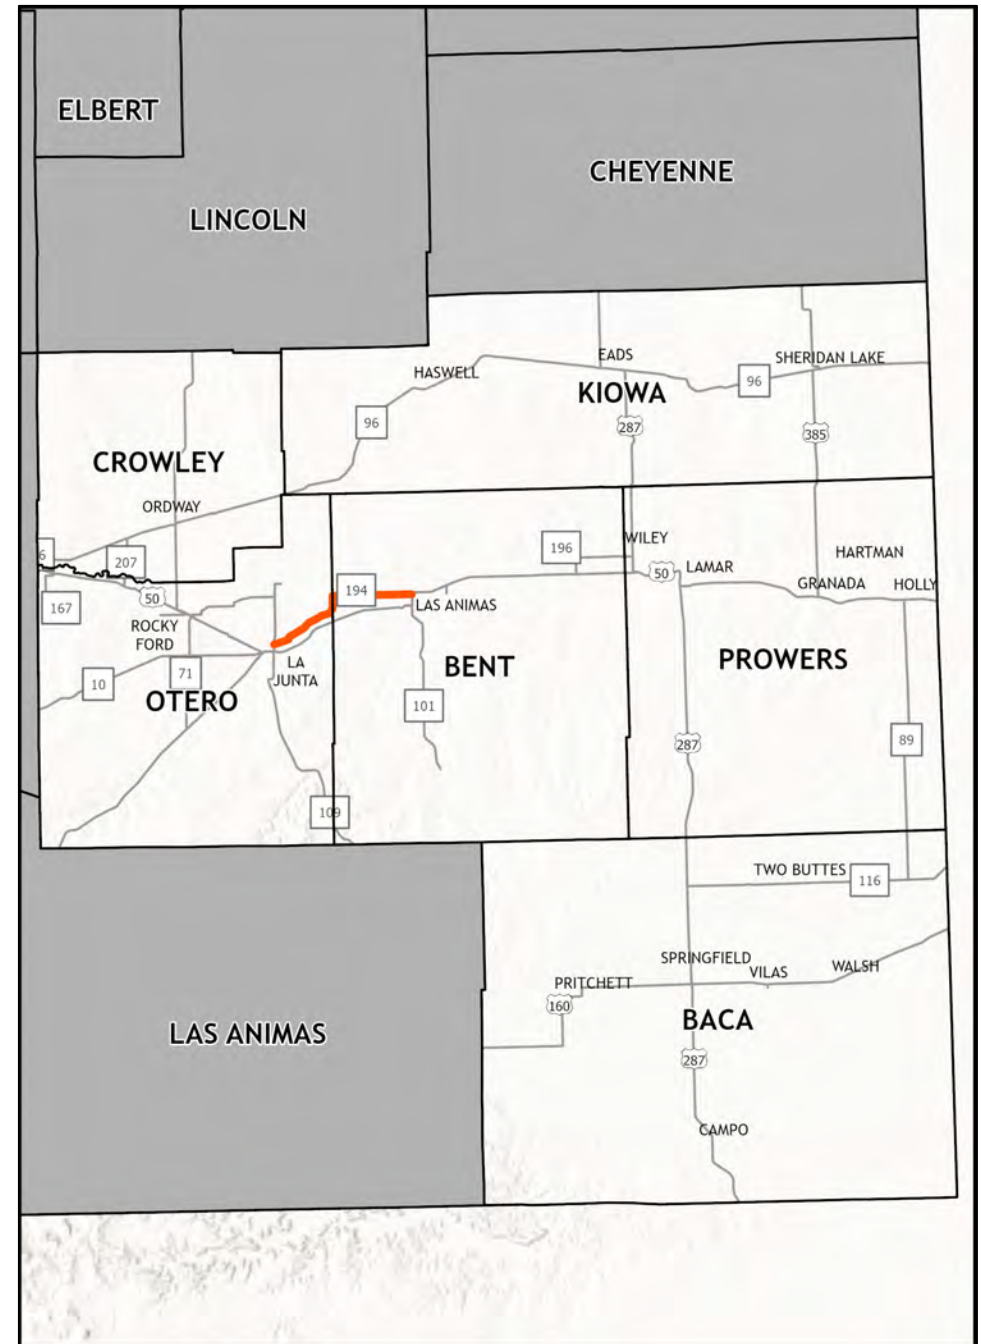 ELBERT
CHEYENNE
LINCOLN
EADS
SHERIDAN LAKE
HASWELL
96
KIOWA
96
287
385
CROWLEY
ORDWAY
WILEY
196
HARTMAN
6
207
LAMAR
50
GRANADA
HOLLY
194
50
167
LAS ANIMAS
ROCKY
FORD
LA
JUNTA
BENT
PROWERS
71
10
OTERO
101
89
287
109
TWO BUTTES
116
SPRINGFIELD
WALSH
VILAS
PRITCHETT
160
BACA
LAS ANIMAS
287
CAMPO